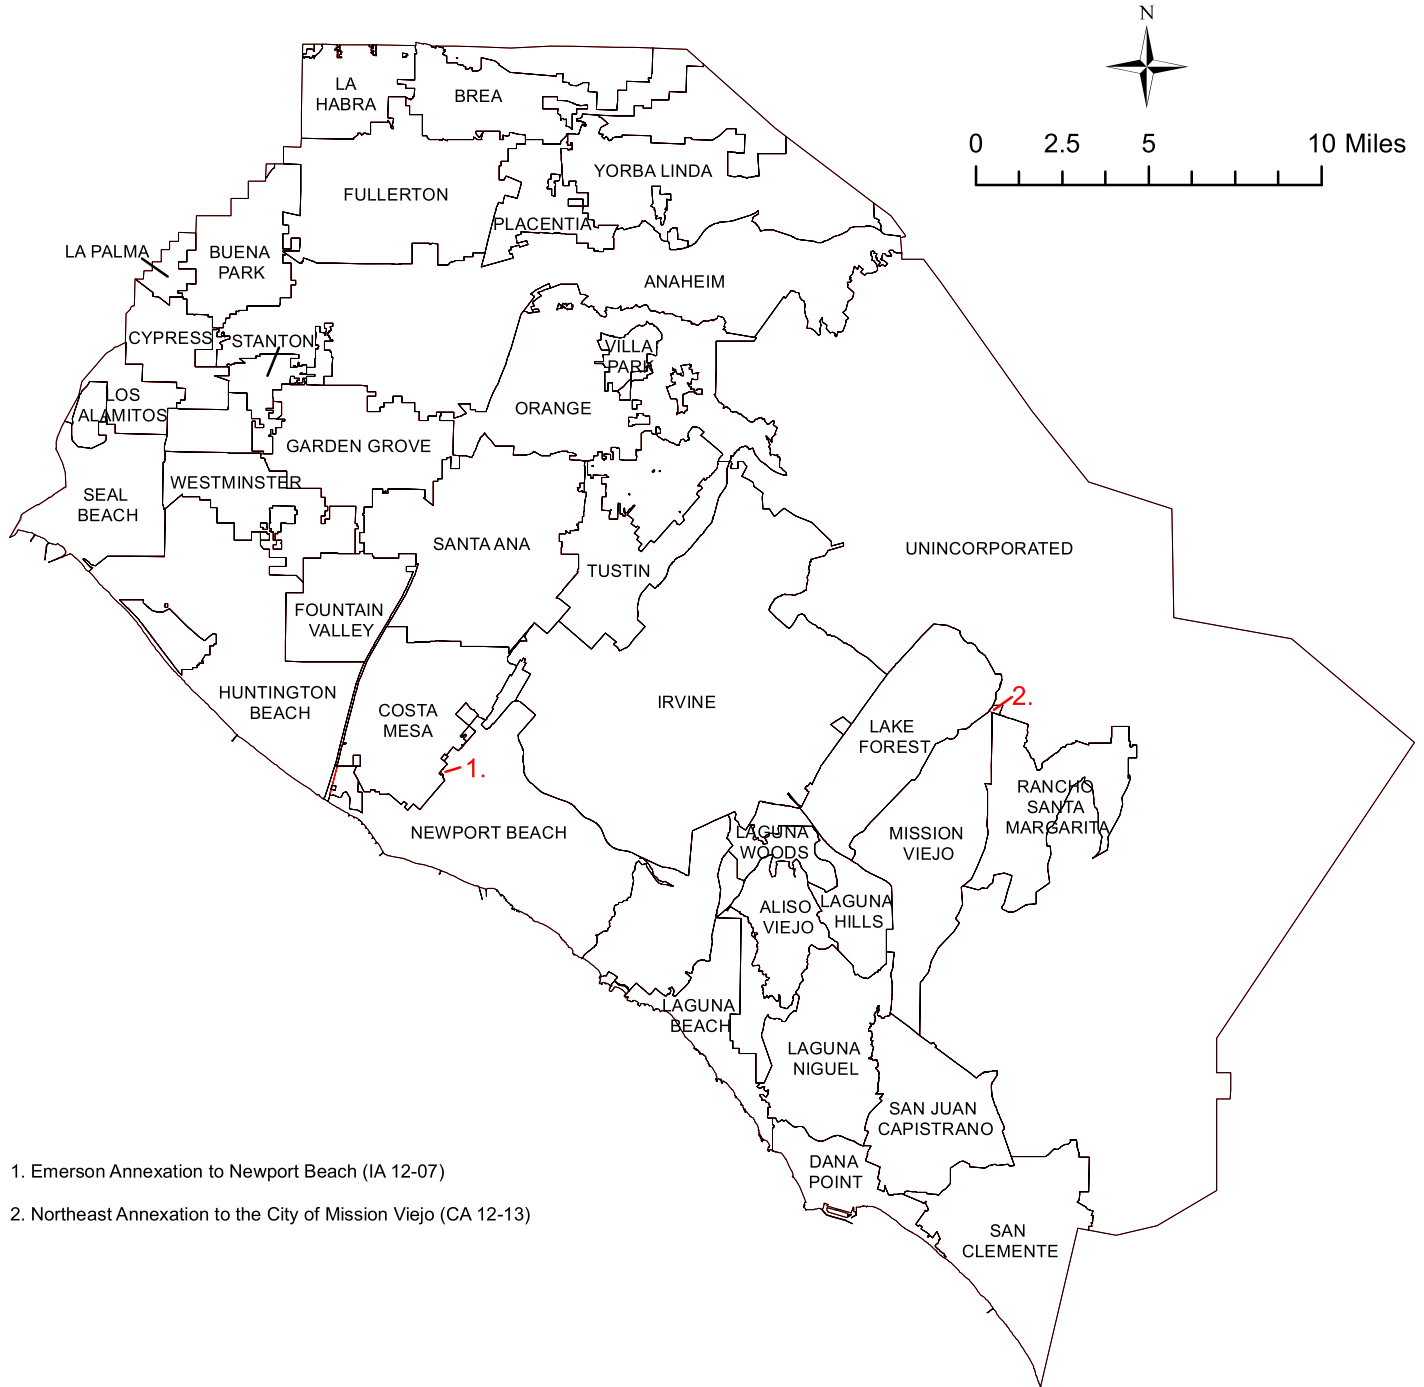 N
0 2.5 5 10 Miles
LA
HABRA
BREA
YORBA LINDA
FULLERTON
PLACENTIA
LA PALMA
BUENA
PARK
ANAHEIM
CYPRESS
STANTON
VILLA
PARK
LOS
ALAMITOS
ORANGE
GARDEN GROVE
WESTMINSTER
SEAL
BEACH
SANTA ANA
UNINCORPORATED
TUSTIN
FOUNTAIN
VALLEY
HUNTINGTON
BEACH
COSTA
MESA
IRVINE
2.
LAKE
FOREST
1.
RANCHO
SANTA
MARGARITA
NEWPORT BEACH
LAGUNA
WOODS
MISSION
VIEJO
ALISO
VIEJO
LAGUNA
HILLS
LAGUNA
BEACH
LAGUNA
NIGUEL
SAN JUAN
CAPISTRANO
DANA
POINT
SAN
CLEMENTE
1. Emerson Annexation to Newport Beach (IA 12-07)
2. Northeast Annexation to the City of Mission Viejo (CA 12-13)